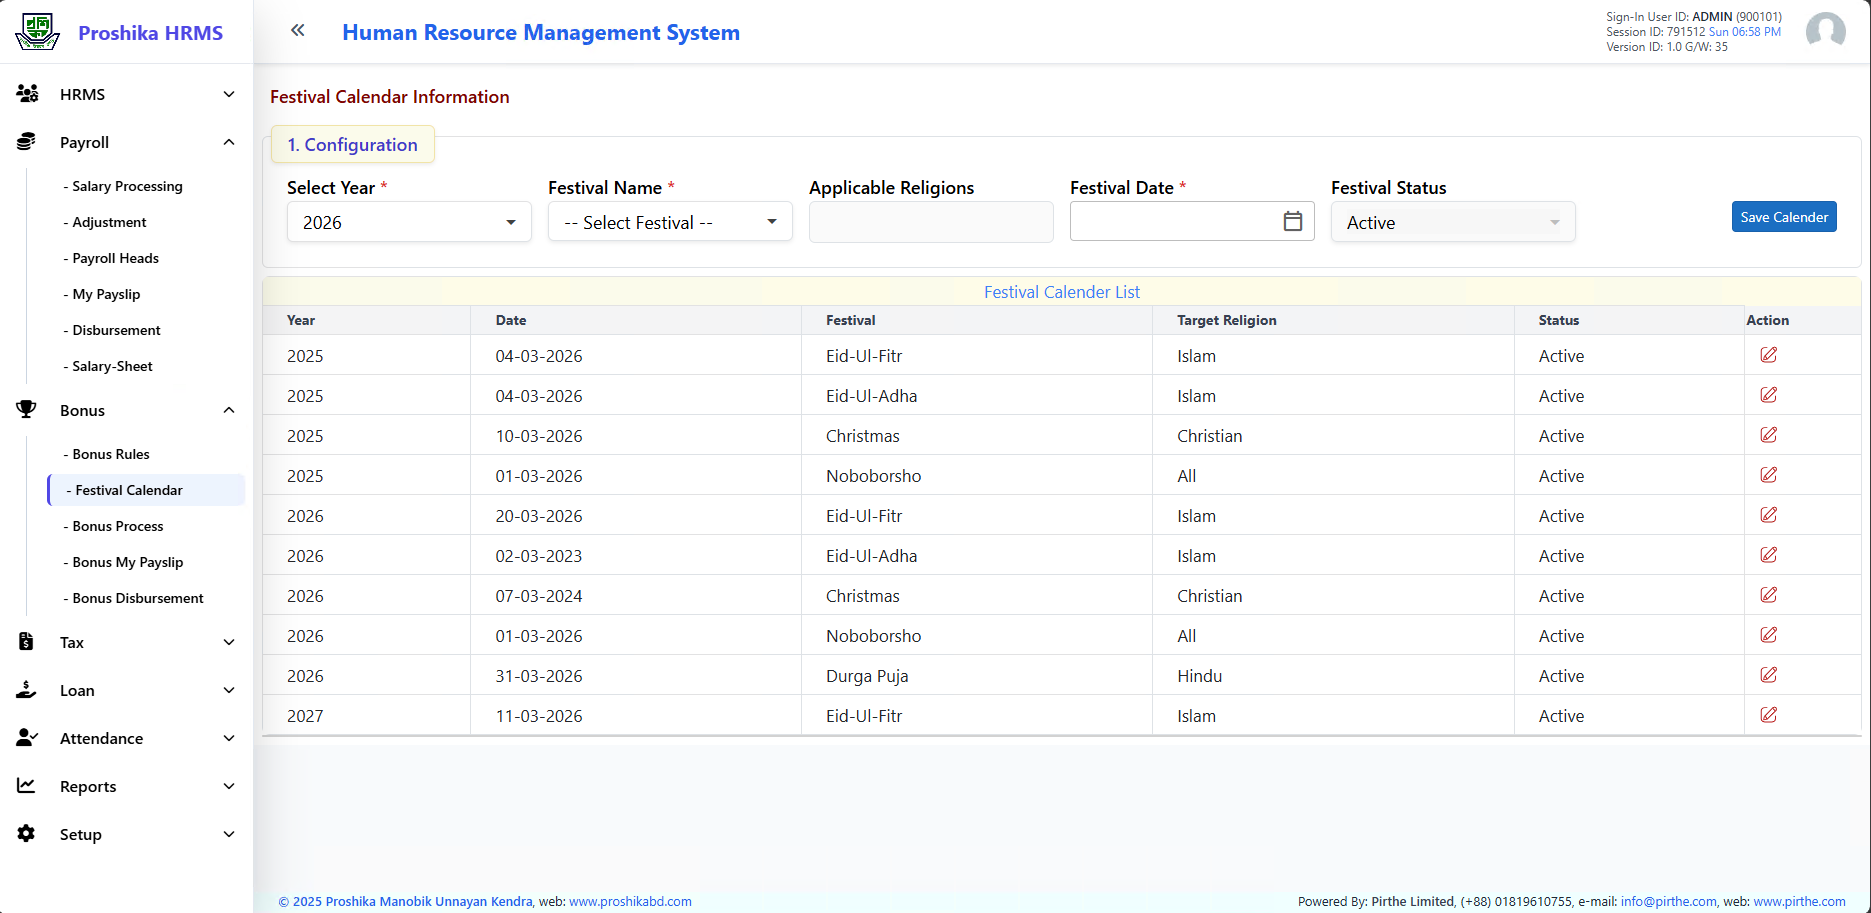 Proshika HRMS
Human Resource Management System
Sign-In User ID: ADMIN (900101)
Session ID: 791512 Sun 06:58 PM
Version ID: 1.0 G/W: 35
HRMS
Payroll
- Salary Processing
- Adjustment
- Payroll Heads
- My Payslip
- Disbursement
- Salary-Sheet
Bonus
- Bonus Rules
- Festival Calendar
- Bonus Process
- Bonus My Payslip
- Bonus Disbursement
Tax
Loan
Attendance
Reports
Setup
Festival Calendar Information
1. Configuration
Select Year * Festival Name * Applicable Religions Festival Date * Festival Status
2026 -- Select Festival -- Active Save Calender
Festival Calender List
Year Date Festival Target Religion Status Action
2025 04-03-2026 Eid-Ul-Fitr Islam Active
2025 04-03-2026 Eid-Ul-Adha Islam Active
2025 10-03-2026 Christmas Christian Active
2025 01-03-2026 Noboborsho All Active
2026 20-03-2026 Eid-Ul-Fitr Islam Active
2026 02-03-2023 Eid-Ul-Adha Islam Active
2026 07-03-2024 Christmas Christian Active
2026 01-03-2026 Noboborsho All Active
2026 31-03-2026 Durga Puja Hindu Active
2027 11-03-2026 Eid-Ul-Fitr Islam Active
© 2025 Proshika Manobik Unnayan Kendra, web: www.proshikabd.com
Powered By: Pirthe Limited, (+88) 01819610755, e-mail: info@pirthe.com, web: www.pirthe.com